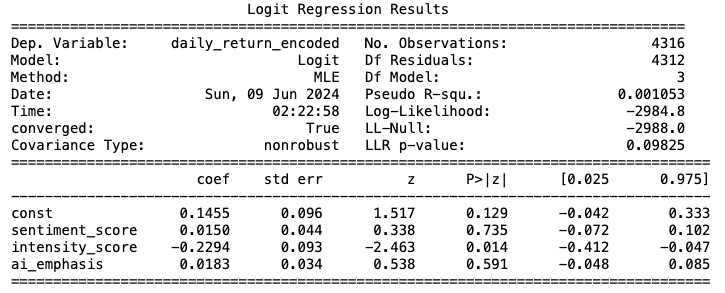 Logit Regression Results
==============================================================================
Dep. Variable: daily_return_encoded No. Observations: 4316
Model: Logit Df Residuals: 4312
Method: MLE Df Model: 3
Date: Sun, 09 Jun 2024 Pseudo R-squ.: 0.001053
Time: 02:22:58 Log-Likelihood: -2984.8
converged: True LL-Null: -2988.0
Covariance Type: nonrobust LLR p-value: 0.09825
==============================================================================
coef std err z P>|z| [0.025 0.975]
------------------------------------------------------------------------------
const 0.1455 0.096 1.517 0.129 -0.042 0.333
sentiment_score 0.0150 0.044 0.338 0.735 -0.072 0.102
intensity_score -0.2294 0.093 -2.463 0.014 -0.412 -0.047
ai_emphasis 0.0183 0.034 0.538 0.591 -0.048 0.085
==============================================================================